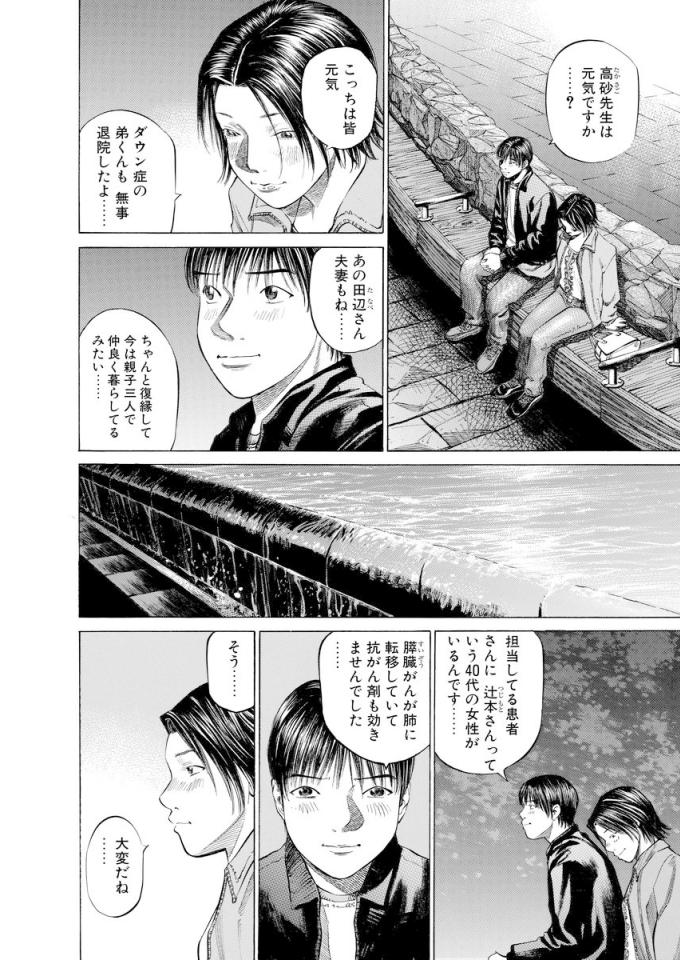 高砂先生は
元気ですか
……?
こっちは皆
元気
ダウン症の
弟くんも 無事
退院したよ……
あの田辺さん
夫妻もね……
ちゃんと復縁して
今は親子三人で
仲良く暮らしてる
みたい……
担当してる患者
さんに 辻本さんって
いう40代の女性が
いるんです……
膵臓がんが肺に
転移していて
抗がん剤も効き
ませんでした
……
そう……
大変だね
……